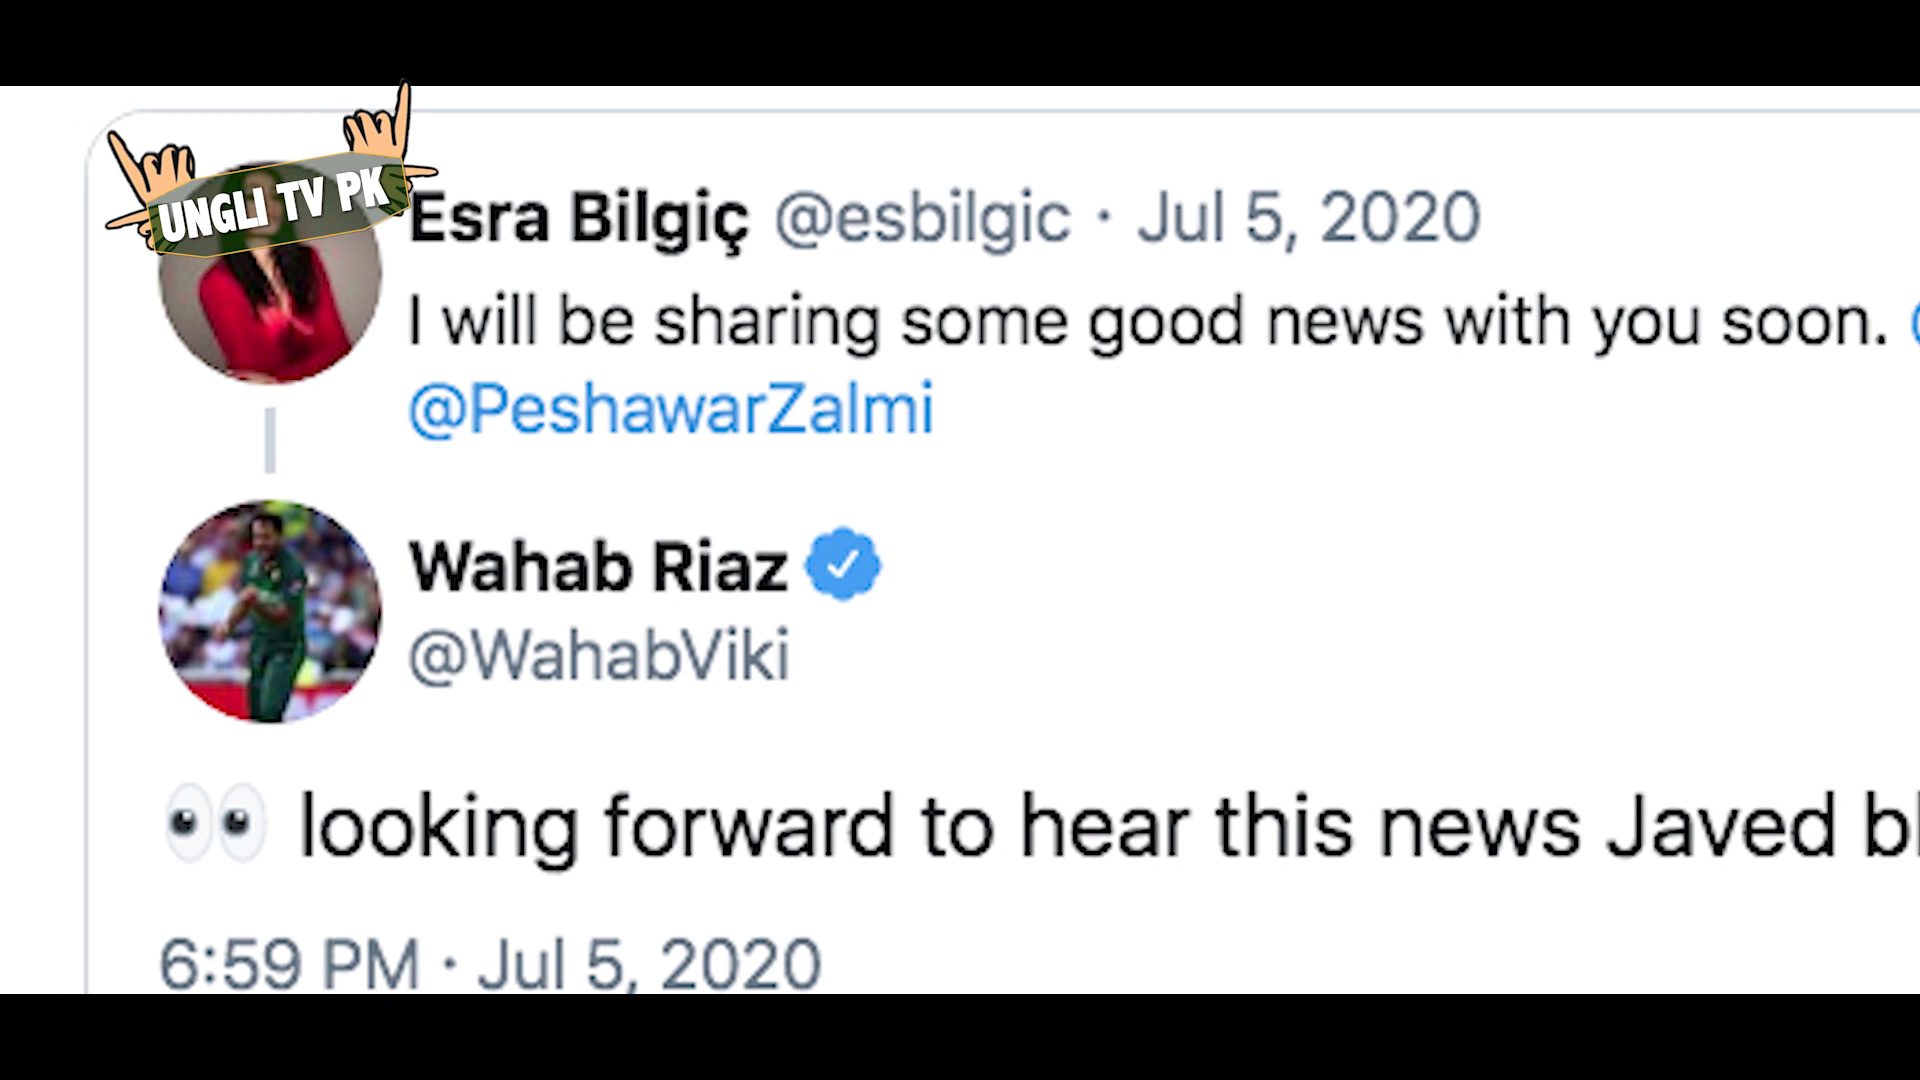 UNGLI TV PK
Esra Bilgiç @esbilgic · Jul 5, 2020
I will be sharing some good news with you soon.
@PeshawarZalmi
Wahab Riaz
@WahabViki
👀 looking forward to hear this news Javed
6:59 PM · Jul 5, 2020